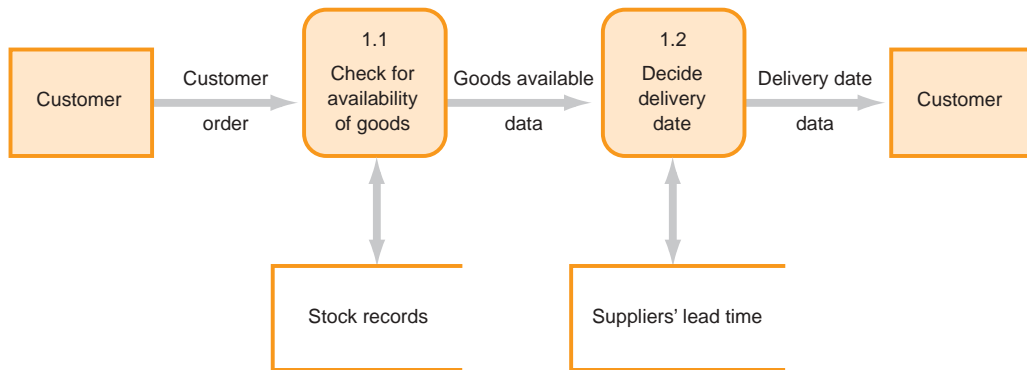 Customer
Customer
order
1.1
Check for
availability
of goods
Goods available
data
1.2
Decide
delivery
date
Delivery date
data
Customer
Stock records
Suppliers’ lead time